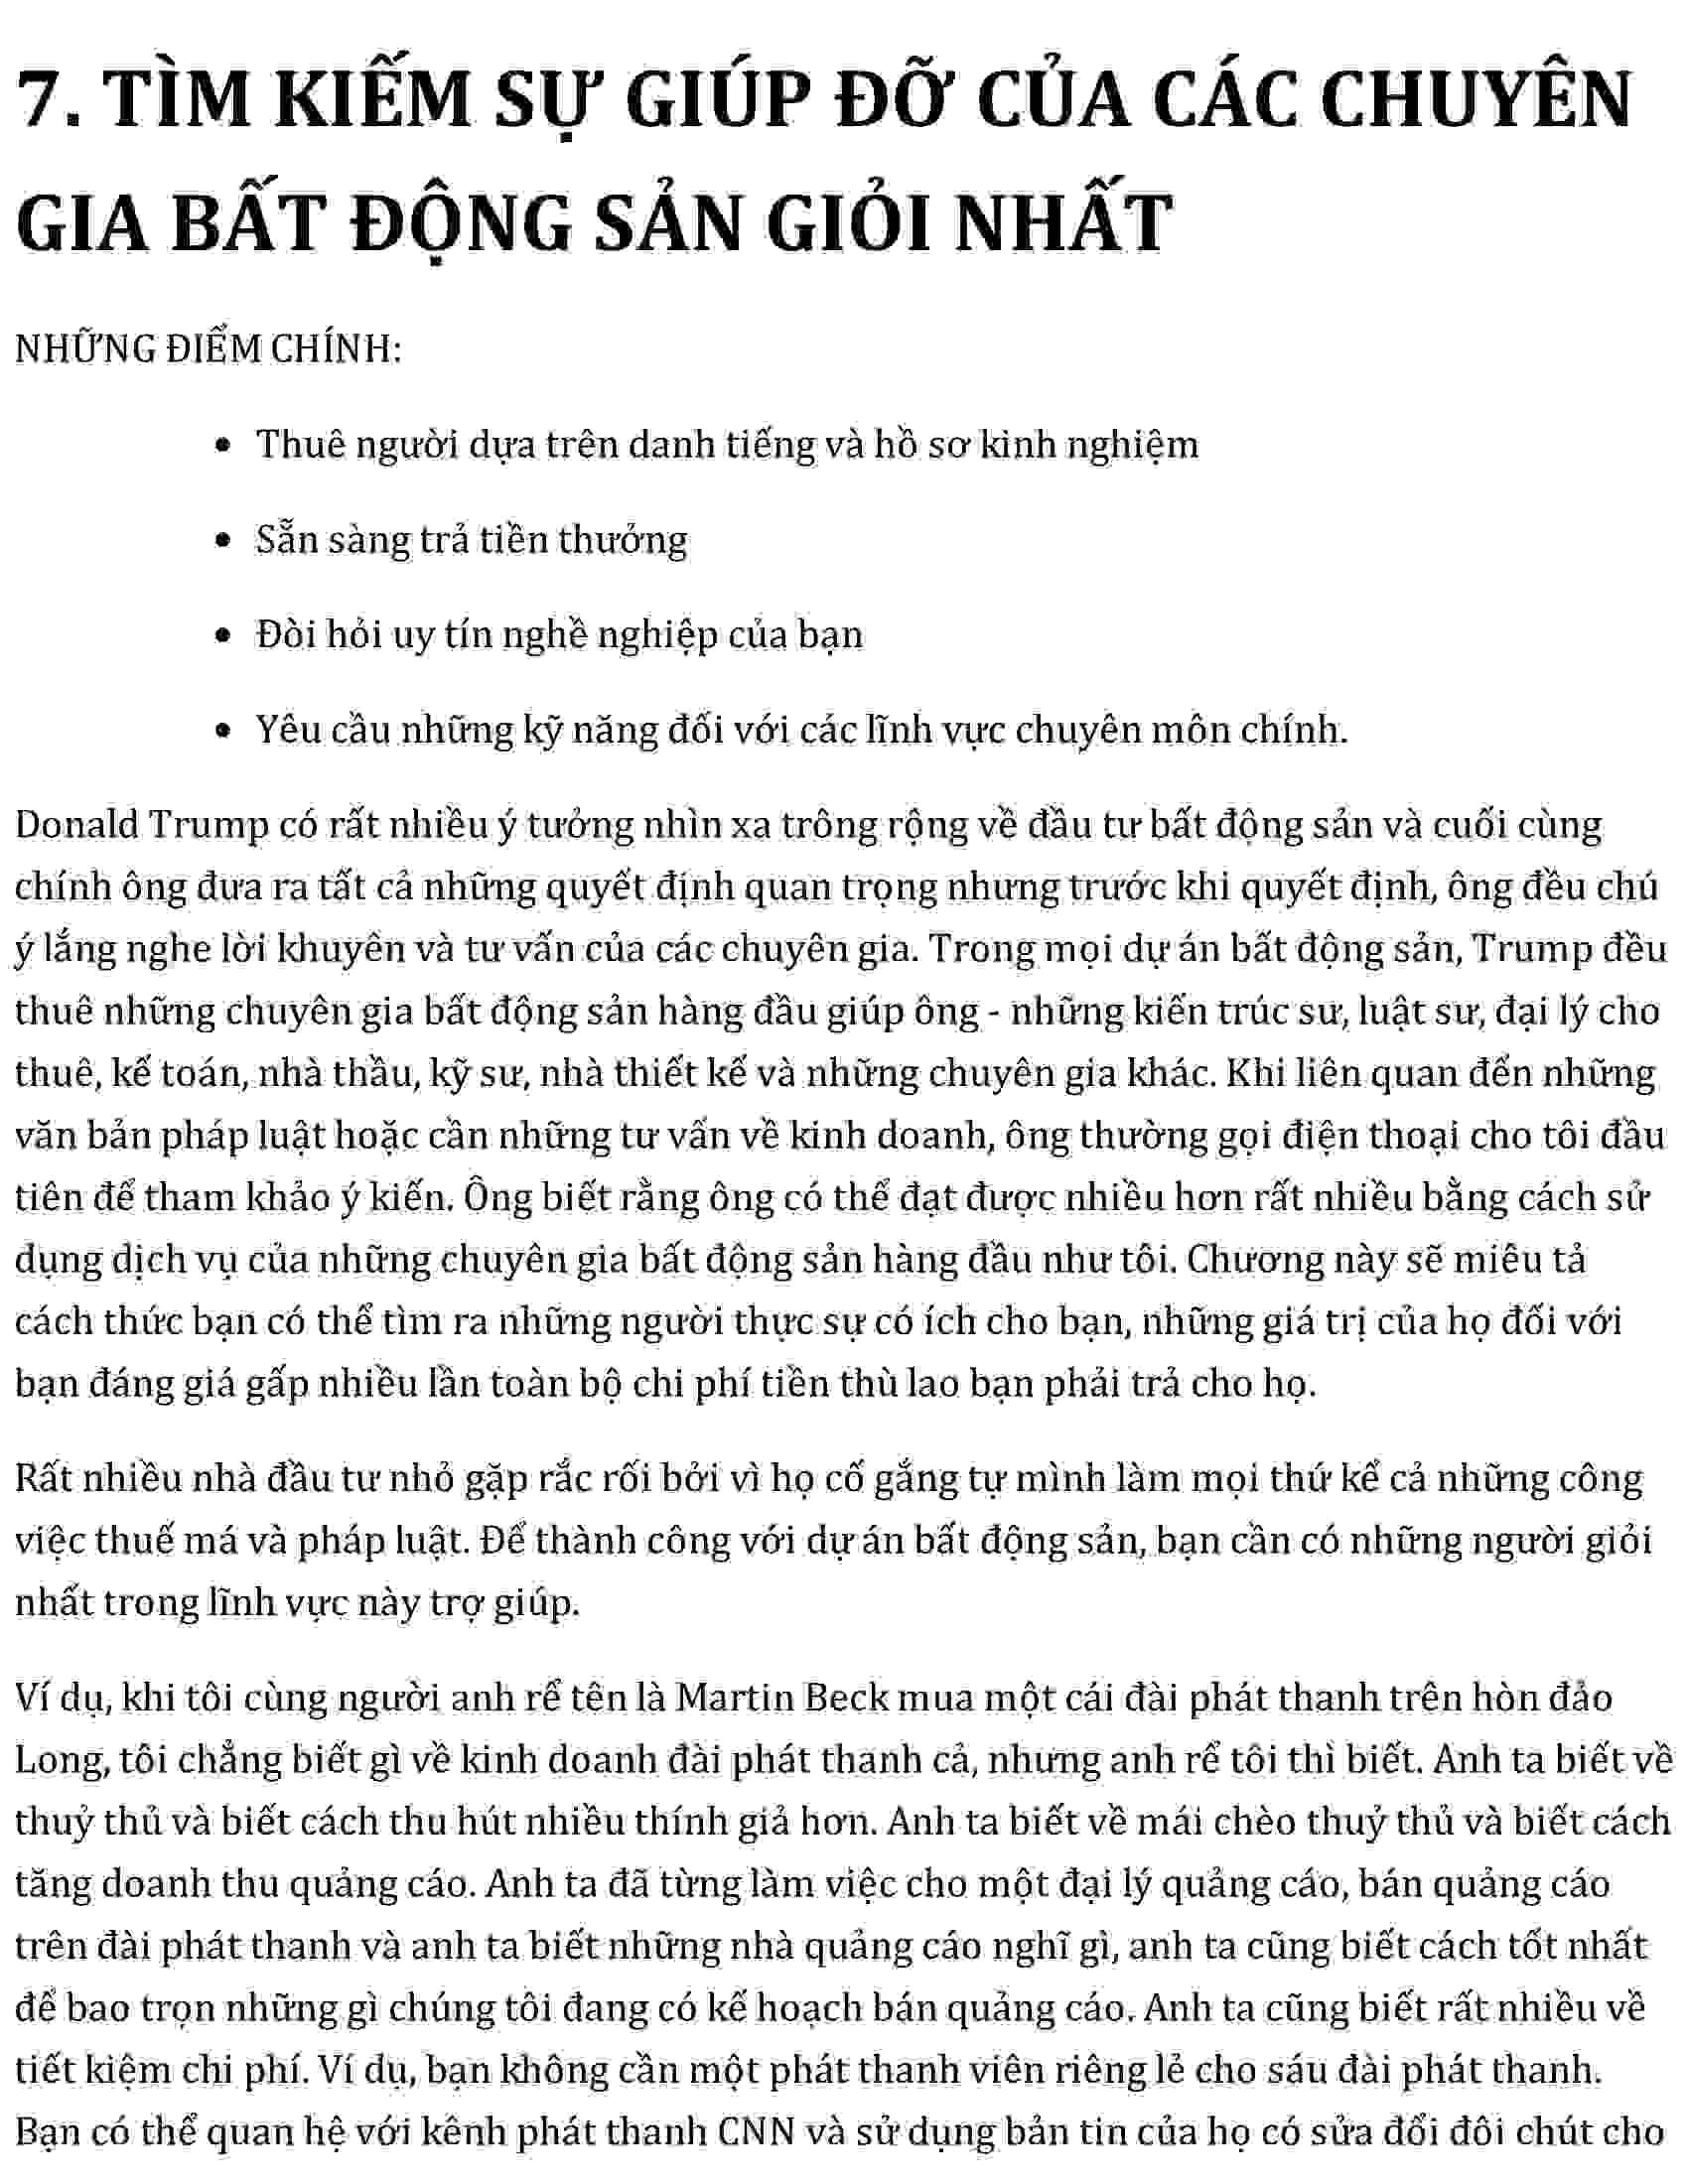 7. TÌM KIẾM SỰ GIÚP ĐỠ CỦA CÁC CHUYÊN
GIA BẤT ĐỘNG SẢN GIỎI NHẤT
NHỮNG ĐIỂM CHÍNH:
• Thuê người dựa trên danh tiếng và hồ sơ kinh nghiệm
• Sẵn sàng trả tiền thưởng
• Đòi hỏi uy tín nghề nghiệp của bạn
• Yêu cầu những kỹ năng đối với các lĩnh vực chuyên môn chính.
Donald Trump có rất nhiều ý tưởng nhìn xa trông rộng về đầu tư bất động sản và cuối cùng
chính ông đưa ra tất cả những quyết định quan trọng nhưng trước khi quyết định, ông đều chú
ý lắng nghe lời khuyên và tư vấn của các chuyên gia. Trong mọi dự án bất động sản, Trump đều
thuê những chuyên gia bất động sản hàng đầu giúp ông - những kiến trúc sư, luật sư, đại lý cho
thuê, kế toán, nhà thầu, kỹ sư, nhà thiết kế và những chuyên gia khác. Khi liên quan đến những
văn bản pháp luật hoặc cần những tư vấn về kinh doanh, ông thường gọi điện thoại cho tôi đầu
tiên để tham khảo ý kiến. Ông biết rằng ông có thể đạt được nhiều hơn rất nhiều bằng cách sử
dụng dịch vụ của những chuyên gia bất động sản hàng đầu như tôi. Chương này sẽ miêu tả
cách thức bạn có thể tìm ra những người thực sự có ích cho bạn, những giá trị của họ đối với
bạn đáng giá gấp nhiều lần toàn bộ chi phí tiền thù lao bạn phải trả cho họ.
Rất nhiều nhà đầu tư nhỏ gặp rắc rối bởi vì họ cố gắng tự mình làm mọi thứ kể cả những công
việc thuế má và pháp luật. Để thành công với dự án bất động sản, bạn cần có những người giỏi
nhất trong lĩnh vực này trợ giúp.
Ví dụ, khi tôi cùng người anh rể tên là Martin Beck mua một cái đài phát thanh trên hòn đảo
Long, tôi chẳng biết gì về kinh doanh đài phát thanh cả, nhưng anh rể tôi thì biết. Anh ta biết về
thuỷ thủ và biết cách thu hút nhiều thính giả hơn. Anh ta biết về mái chèo thuỷ thủ và biết cách
tăng doanh thu quảng cáo. Anh ta đã từng làm việc cho một đại lý quảng cáo, bán quảng cáo
trên đài phát thanh và anh ta biết những nhà quảng cáo nghĩ gì, anh ta cũng biết cách tốt nhất
để bao trọn những gì chúng tôi đang có kế hoạch bán quảng cáo. Anh ta cũng biết rất nhiều về
tiết kiệm chi phí. Ví dụ, bạn không cần một phát thanh viên riêng lẻ cho sáu đài phát thanh.
Bạn có thể quan hệ với kênh phát thanh CNN và sử dụng bản tin của họ có sửa đổi đôi chút cho